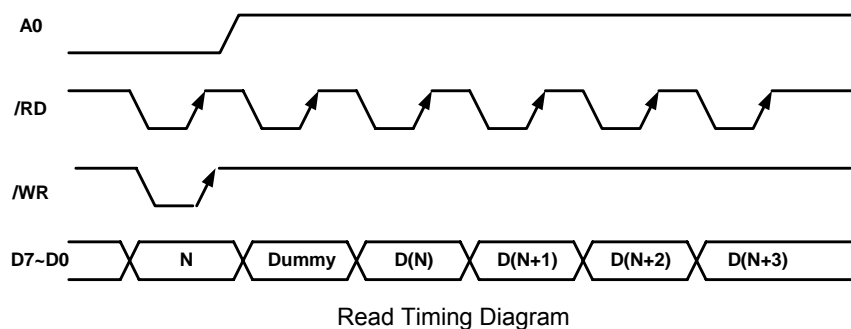 A0
/RD
/WR
D7~D0 N Dummy D(N) D(N+1) D(N+2) D(N+3)
Read Timing Diagram